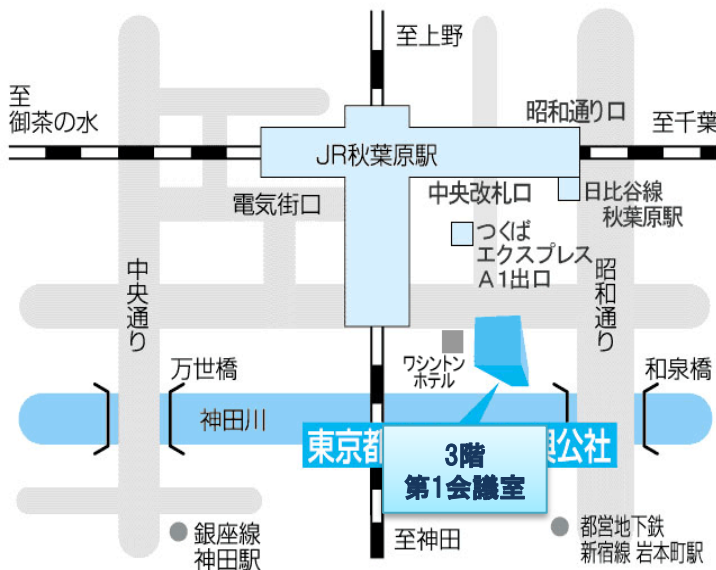 至上野
至
御茶の水
昭和通り口
至千葉
JR秋葉原駅
電気街口
中央改札口
日比谷線
秋葉原駅
つくば
エクスプレス
A1出口
中央通り
昭和通り
万世橋
ワシントン
ホテル
和泉橋
神田川
東京都
公社
3階
第1会議室
銀座線
神田駅
至神田
都営地下鉄
新宿線 岩本町駅